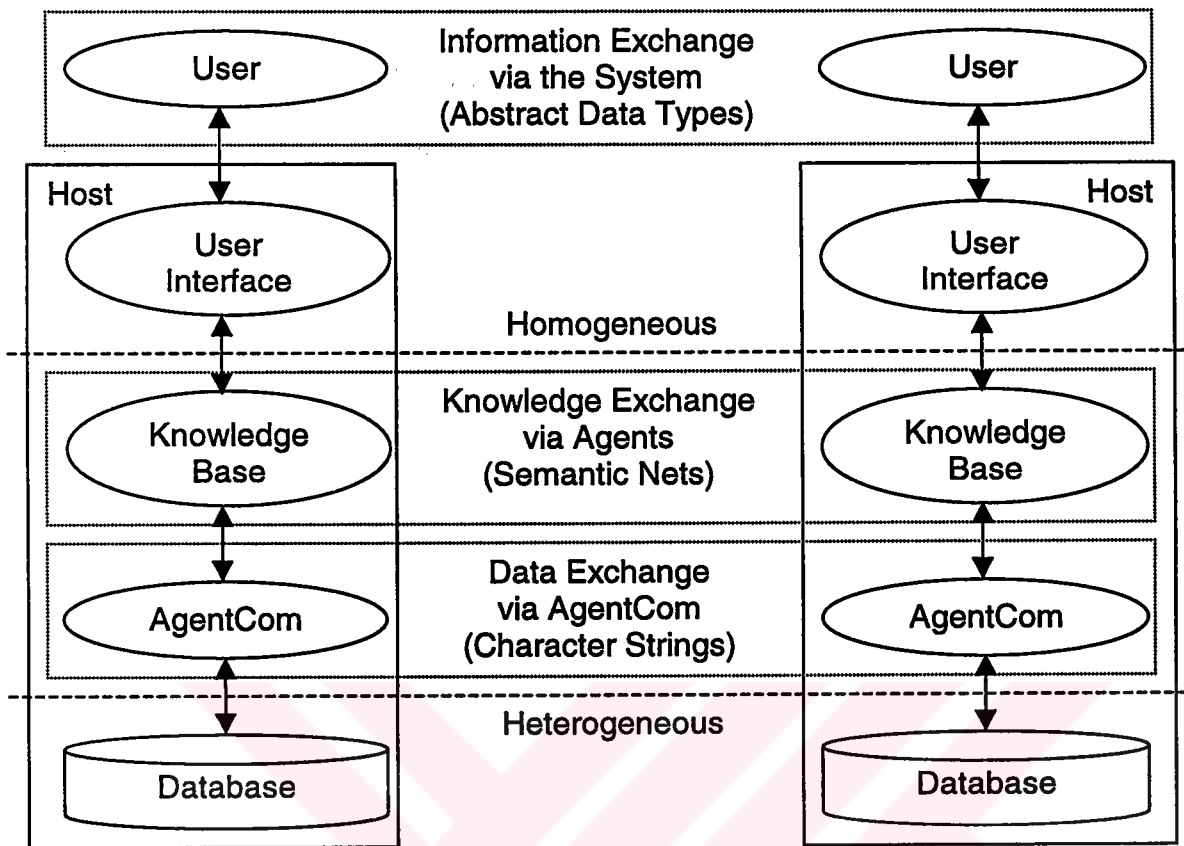 User
Information Exchange
via the System
(Abstract Data Types)
User
Host
Host
User
Interface
User
Interface
Homogeneous
Knowledge
Base
Knowledge Exchange
via Agents
(Semantic Nets)
Knowledge
Base
AgentCom
Data Exchange
via AgentCom
(Character Strings)
AgentCom
Heterogeneous
Database
Database